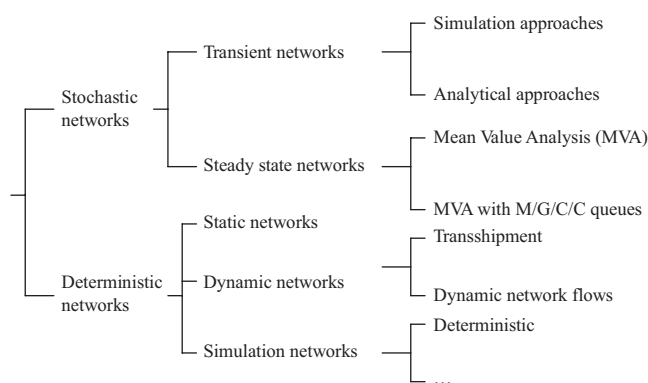 Simulation approaches
Transient networks
Stochastic
networks
Analytical approaches
Mean Value Analysis (MVA)
Steady state networks
MVA with M/G/C/C queues
Static networks
Transshipment
Deterministic
networks
Dynamic networks
Dynamic network flows
Deterministic
Simulation networks
...